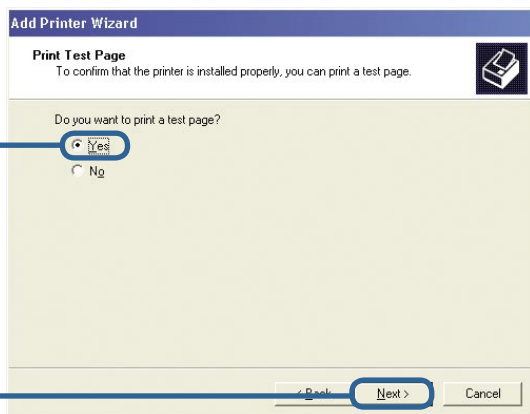 Add Printer Wizard
Print Test Page
To confirm that the printer is installed properly, you can print a test page.
Do you want to print a test page?
Yes
No
< Back Next > Cancel